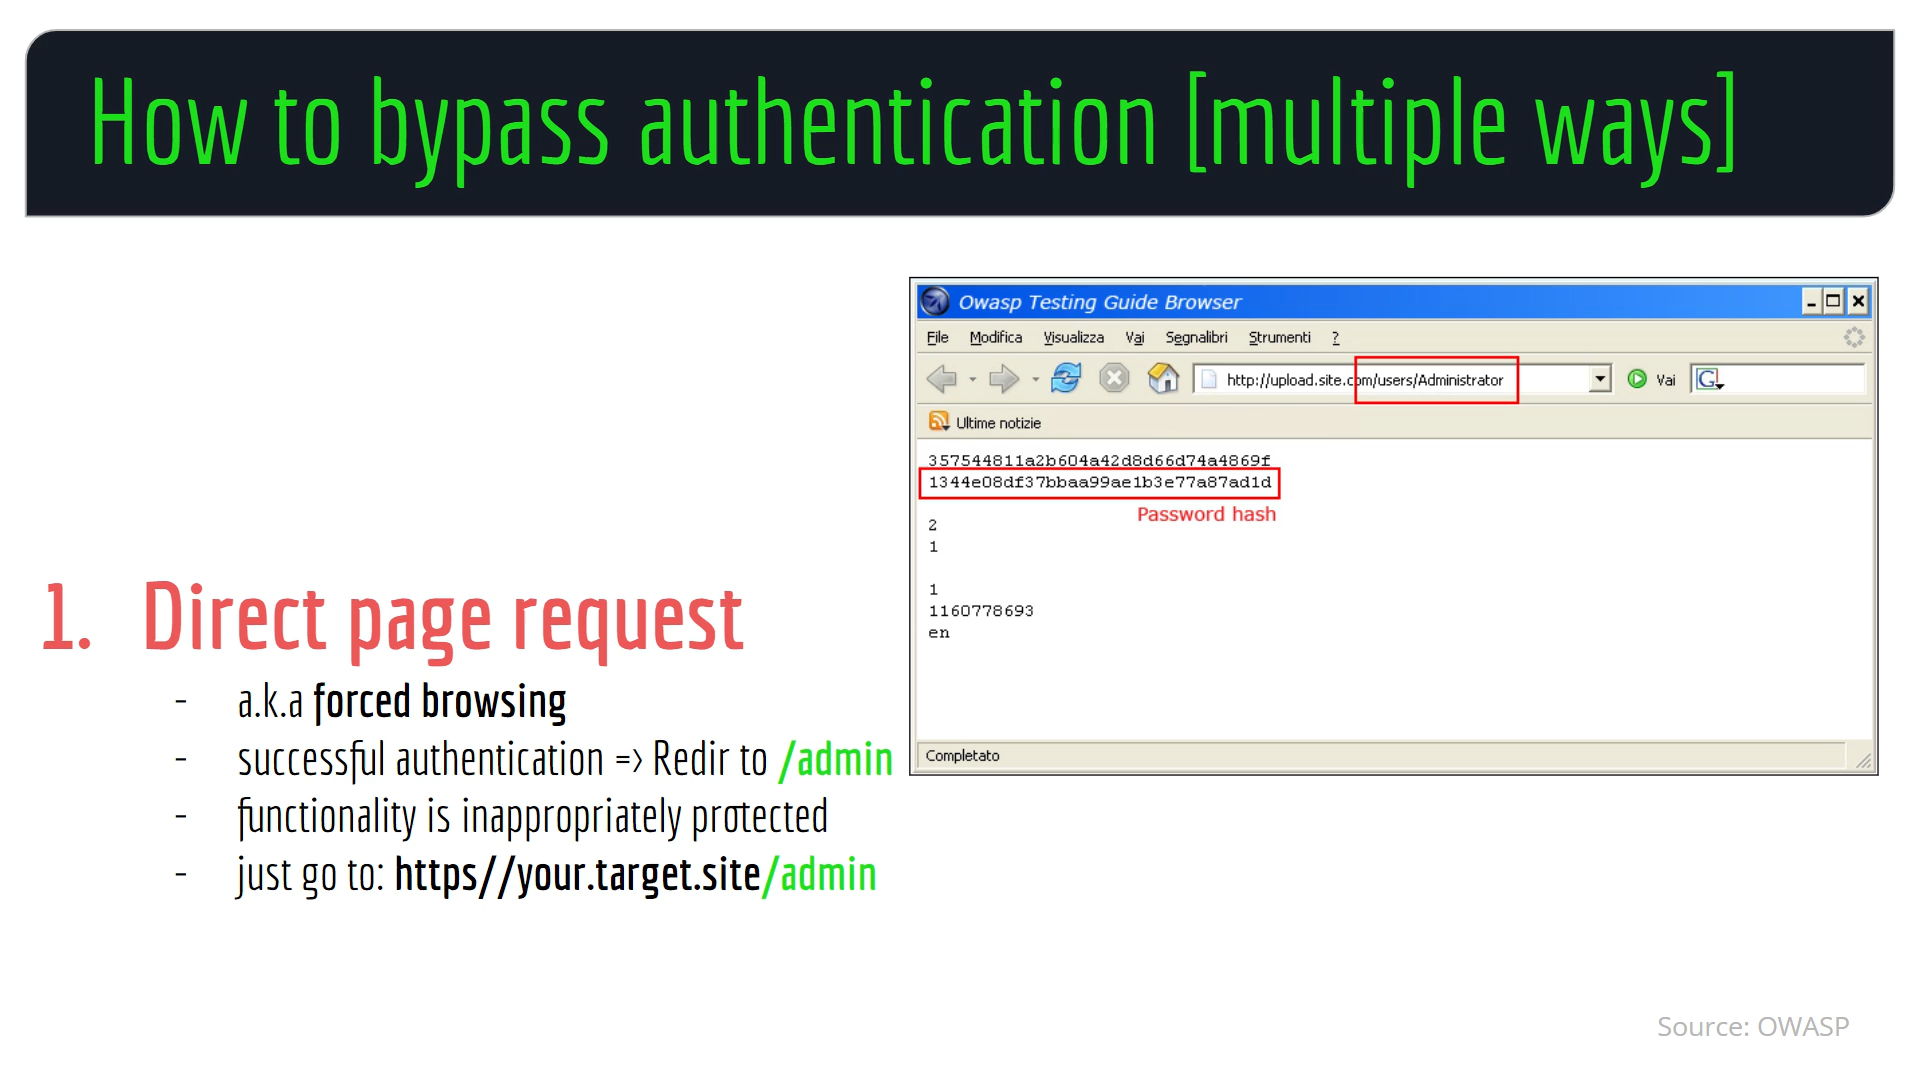 How to bypass authentication [multiple ways]
1. Direct page request
- a.k.a forced browsing
- successful authentication => Redir to /admin
- functionality is inappropriately protected
- just go to: https//your.target.site/admin
Owasp Testing Guide Browser
File Modifica Visualizza Vai Segnalibri Strumenti ?
http://upload.site.com/users/Administrator Vai G
Ultime notizie
357544811a2b604a42d8d66d74a4869f
1344e08df37bbaa99ae1b3e77a87ad1d
Password hash
2
1
1
1160778693
en
Completato
Source: OWASP